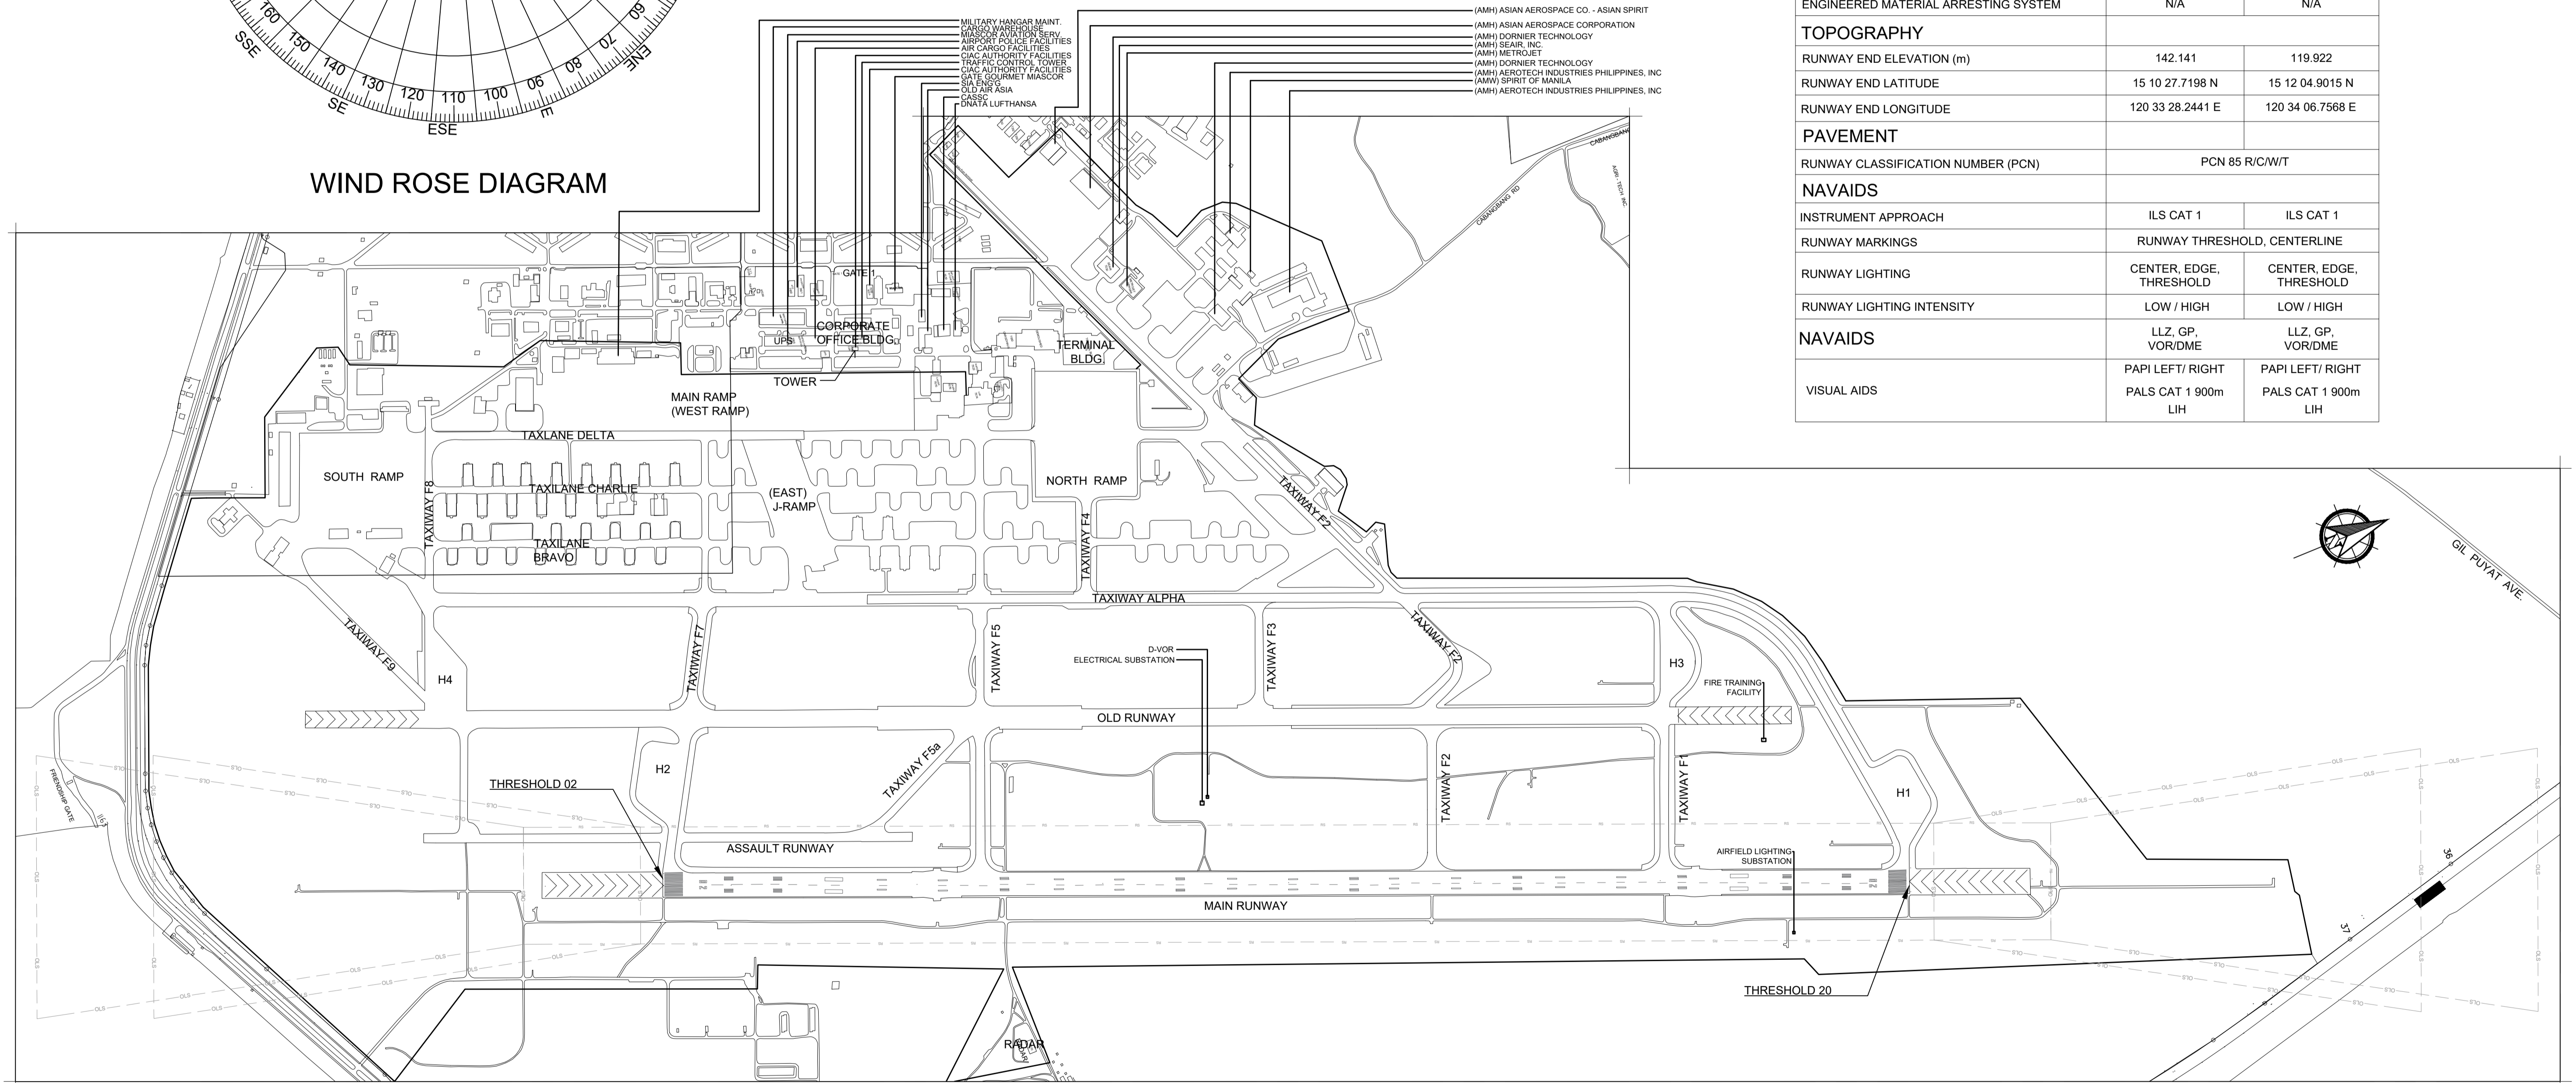 160
150
140
130
120
110
100
90
80
70
60
SSE
SE
ESE
E
ENE
WIND ROSE DIAGRAM
MILITARY HANGAR MAINT.
CARGO WAREHOUSE
MIASCOR AVIATION SERV.
AIRPORT POLICE FACILITIES
AIR CARGO FACILITIES
CIAC AUTHORITY FACILITIES
TRAFFIC CONTROL TOWER
CIAC AUTHORITY FACILITIES
GATE GOURMET MIASCOR
SIA ENG'G
OLD AIR ASIA
CASSC
DNATA LUFTHANSA
(AMH) ASIAN AEROSPACE CO. - ASIAN SPIRIT
(AMH) ASIAN AEROSPACE CORPORATION
(AMH) DORNIER TECHNOLOGY
(AMH) SEAIR, INC.
(AMH) METROJET
(AMH) DORNIER TECHNOLOGY
(AMH) AEROTECH INDUSTRIES PHILIPPINES, INC
(AMW) SPIRIT OF MANILA
(AMH) AEROTECH INDUSTRIES PHILIPPINES, INC
ENGINEERED MATERIAL ARRESTING SYSTEM N/A N/A
TOPOGRAPHY
RUNWAY END ELEVATION (m) 142.141 119.922
RUNWAY END LATITUDE 15 10 27.7198 N 15 12 04.9015 N
RUNWAY END LONGITUDE 120 33 28.2441 E 120 34 06.7568 E
PAVEMENT
RUNWAY CLASSIFICATION NUMBER (PCN) PCN 85 R/C/W/T
NAVAIDS
INSTRUMENT APPROACH ILS CAT 1 ILS CAT 1
RUNWAY MARKINGS RUNWAY THRESHOLD, CENTERLINE
RUNWAY LIGHTING CENTER, EDGE, THRESHOLD CENTER, EDGE, THRESHOLD
RUNWAY LIGHTING INTENSITY LOW / HIGH LOW / HIGH
NAVAIDS LLZ, GP, VOR/DME LLZ, GP, VOR/DME
VISUAL AIDS PAPI LEFT/ RIGHT PAPI LEFT/ RIGHT
PALS CAT 1 900m PALS CAT 1 900m
LIH LIH
CABANGBANG
CABANGBANG RD
AGRI - TECH INC.
GATE 1
CORPORATE
OFFICE BLDG.
UPS
TERMINAL
BLDG.
TOWER
MAIN RAMP
(WEST RAMP)
TAXLANE DELTA
SOUTH RAMP
TAXIWAY F8
TAXILANE CHARLIE
(EAST)
J-RAMP
NORTH RAMP
TAXIWAY F2
TAXIWAY F4
TAXILANE
BRAVO
TAXIWAY ALPHA
GIL PUYAT AVE.
TAXIWAY F9
TAXIWAY F7
TAXIWAY F5
TAXIWAY F3
TAXIWAY F2
D-VOR
ELECTRICAL SUBSTATION
H4
H3
FIRE TRAINING
FACILITY
OLD RUNWAY
H2
TAXIWAY F5a
TAXIWAY F2
TAXIWAY F1
H1
THRESHOLD 02
FRIENDSHIP GATE
ASSAULT RUNWAY
AIRFIELD LIGHTING
SUBSTATION
MAIN RUNWAY
THRESHOLD 20
RADAR
36
37
OLS
OLS
OLS
OLS